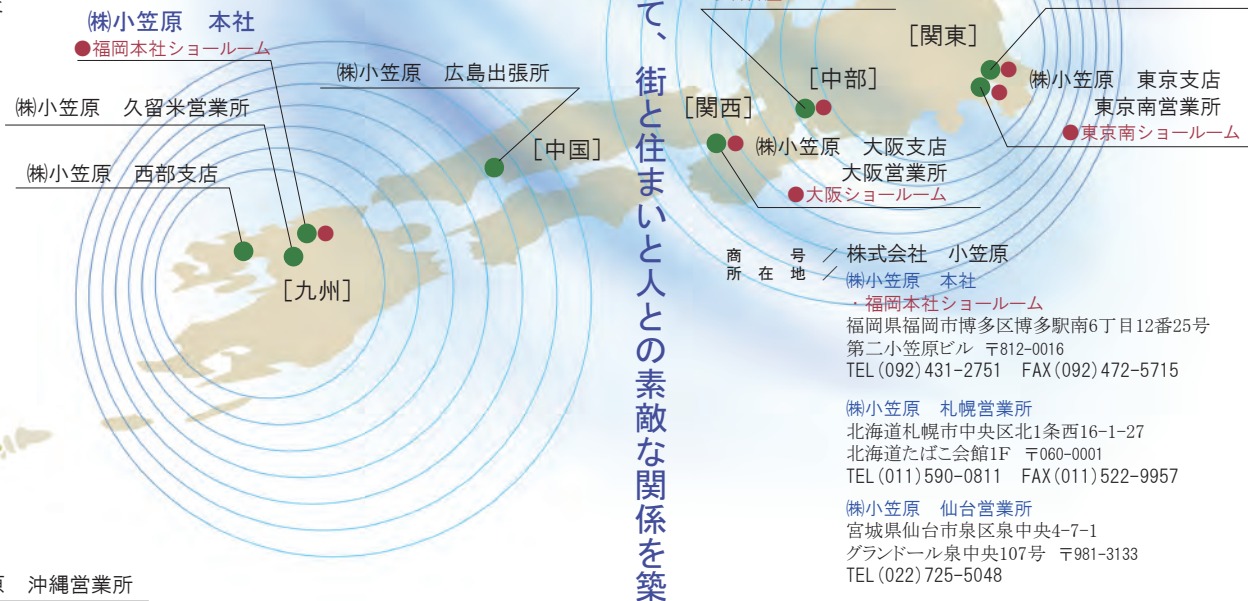 ㈱小笠原　本社
●福岡本社ショールーム
㈱小笠原　広島出張所
㈱小笠原　久留米営業所
㈱小笠原　西部支店
［中国］
［九州］
沖縄営業所
て、街と住まいと人との素敵な関係を築
［関東］
［中部］
［関西］
㈱小笠原　東京支店
東京南営業所
●東京南ショールーム
㈱小笠原　大阪支店
大阪営業所
●大阪ショールーム
商号／株式会社　小笠原
所在地／
㈱小笠原　本社
・福岡本社ショールーム
福岡県福岡市博多区博多駅南6丁目12番25号
第二小笠原ビル　〒812-0016
TEL(092)431-2751　FAX(092)472-5715
㈱小笠原　札幌営業所
北海道札幌市中央区北1条西16-1-27
北海道たばこ会館1F　〒060-0001
TEL(011)590-0811　FAX(011)522-9957
㈱小笠原　仙台営業所
宮城県仙台市泉区泉中央4-7-1
グランドール泉中央107号　〒981-3133
TEL(022)725-5048